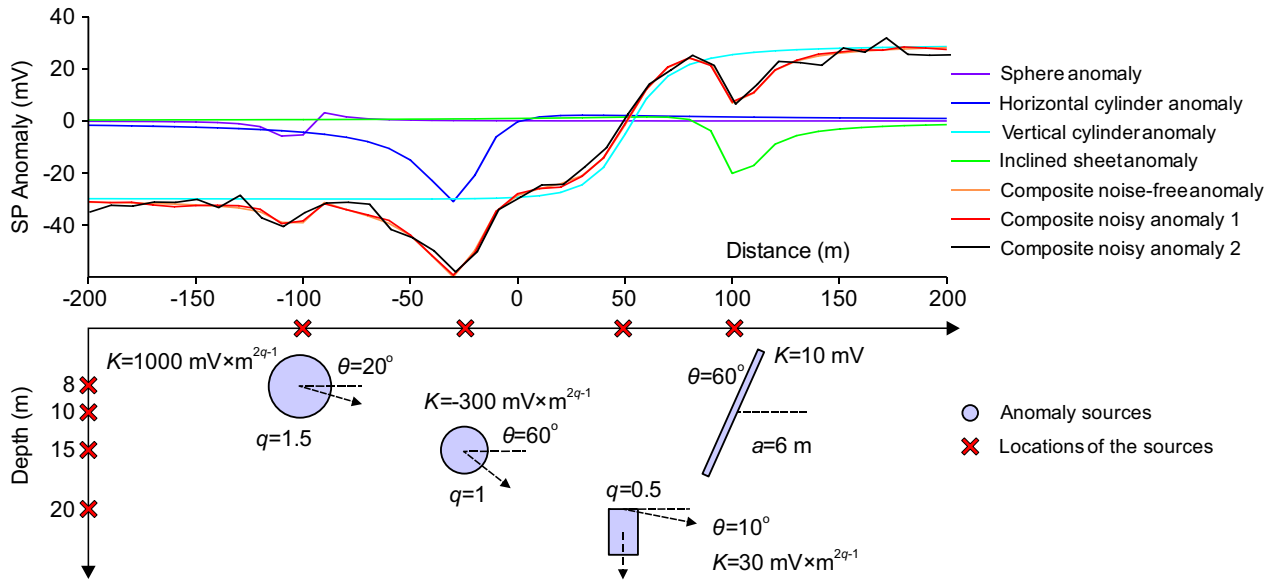 40
20
0
-20
-40
SP Anomaly (mV)
Distance (m)
-200
-150
-100
-50
0
50
100
150
200
Sphere anomaly
Horizontal cylinder anomaly
Vertical cylinder anomaly
Inclined sheet anomaly
Composite noise-free anomaly
Composite noisy anomaly 1
Composite noisy anomaly 2
Depth (m)
8
10
15
20
K=1000 mV×m^{2q-1}
θ=20°
q=1.5
K=-300 mV×m^{2q-1}
θ=60°
q=1
q=0.5
θ=10°
K=30 mV×m^{2q-1}
K=10 mV
θ=60°
a=6 m
Anomaly sources
Locations of the sources